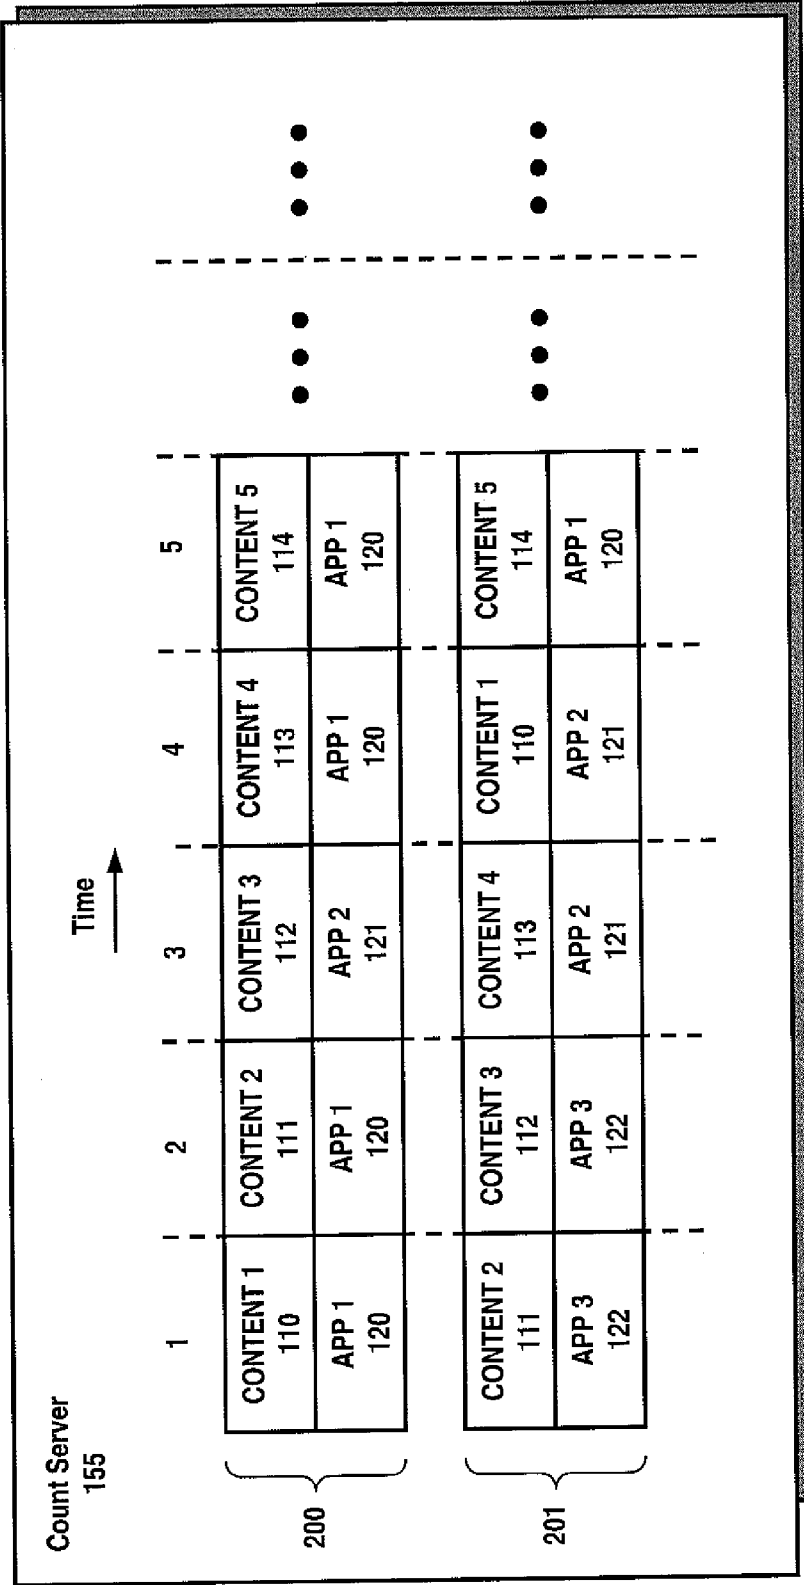 Count Server
155
Time
1
2
3
4
5
200
CONTENT 1
110
CONTENT 2
111
CONTENT 3
112
CONTENT 4
113
CONTENT 5
114
APP 1
120
APP 1
120
APP 2
121
APP 1
120
APP 1
120
201
CONTENT 2
111
CONTENT 3
112
CONTENT 4
113
CONTENT 1
110
CONTENT 5
114
APP 3
122
APP 3
122
APP 2
121
APP 2
121
APP 1
120